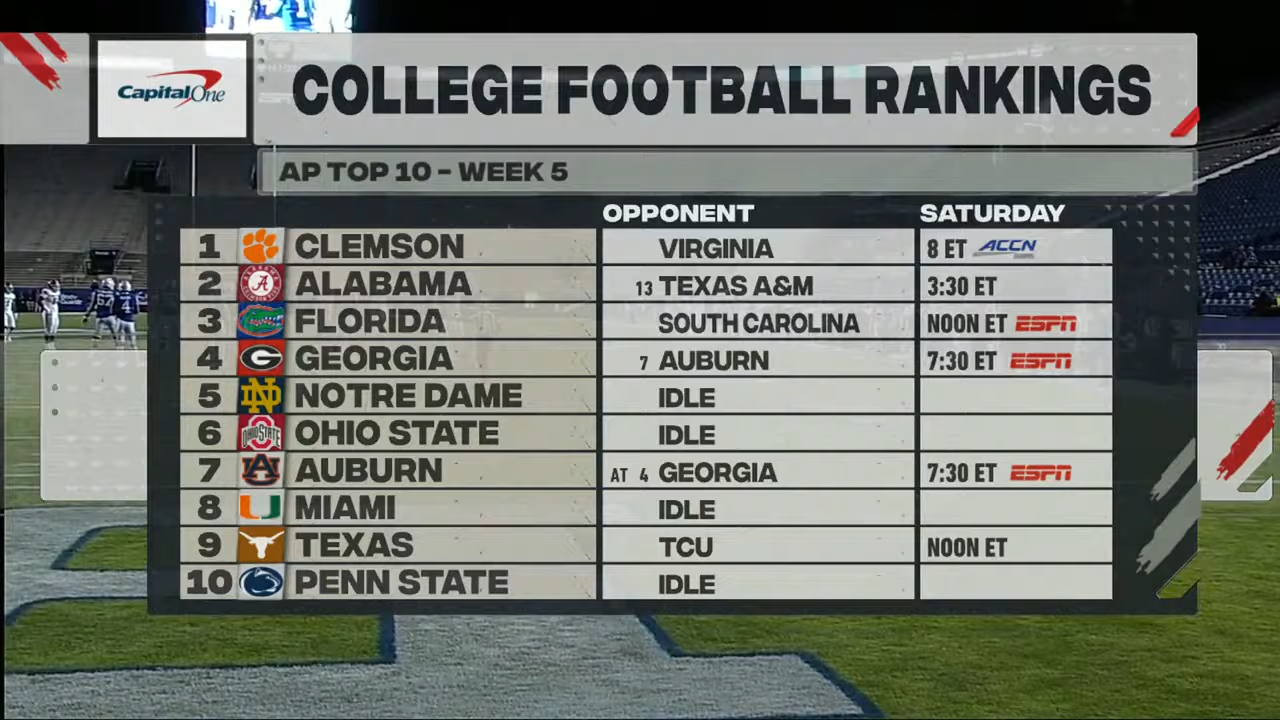 Capital One
COLLEGE FOOTBALL RANKINGS
AP TOP 10 - WEEK 5
OPPONENT SATURDAY
1 CLEMSON VIRGINIA 8 ET ACCN
2 ALABAMA 13 TEXAS A&M 3:30 ET
3 FLORIDA SOUTH CAROLINA NOON ET ESPN
4 GEORGIA 7 AUBURN 7:30 ET ESPN
5 NOTRE DAME IDLE
6 OHIO STATE IDLE
7 AUBURN AT 4 GEORGIA 7:30 ET ESPN
8 MIAMI IDLE
9 TEXAS TCU NOON ET
10 PENN STATE IDLE